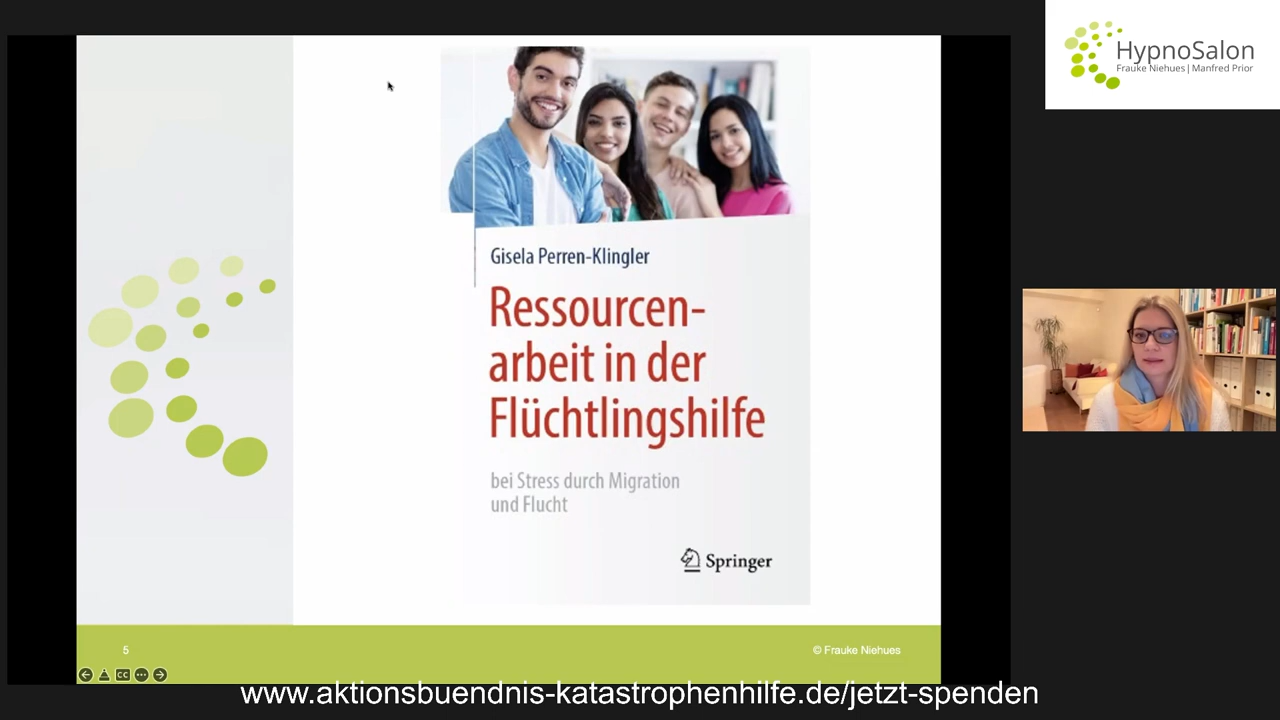 HypnoSalon
Frauke Niehues | Manfred Prior
Gisela Perren-Klingler
Ressourcen-
arbeit in der
Flüchtlingshilfe
bei Stress durch Migration
und Flucht
Springer
5
© Frauke Niehues
CC
www.aktionsbuendnis-katastrophenhilfe.de/jetzt-spenden